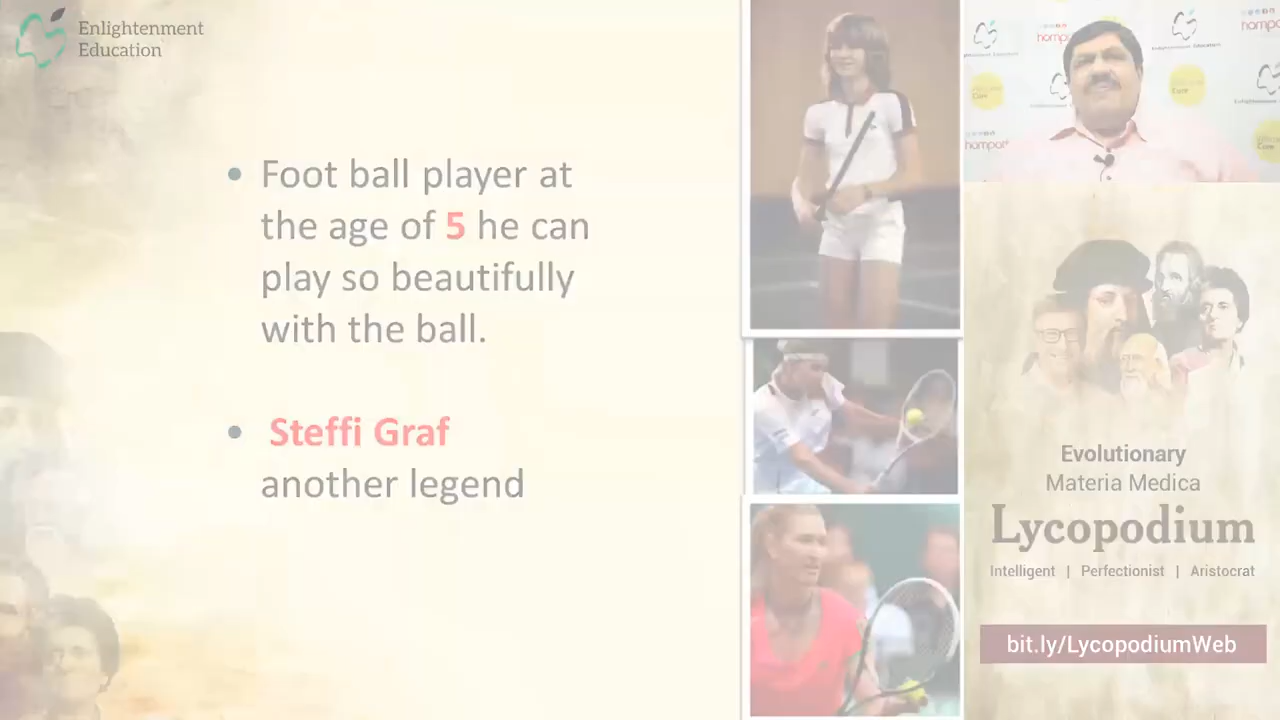 Enlightenment
Education
• Foot ball player at
the age of 5 he can
play so beautifully
with the ball.
• Steffi Graf
another legend
hompath
Evolutionary
Materia Medica
Lycopodium
Intelligent | Perfectionist | Aristocrat
bit.ly/LycopodiumWeb